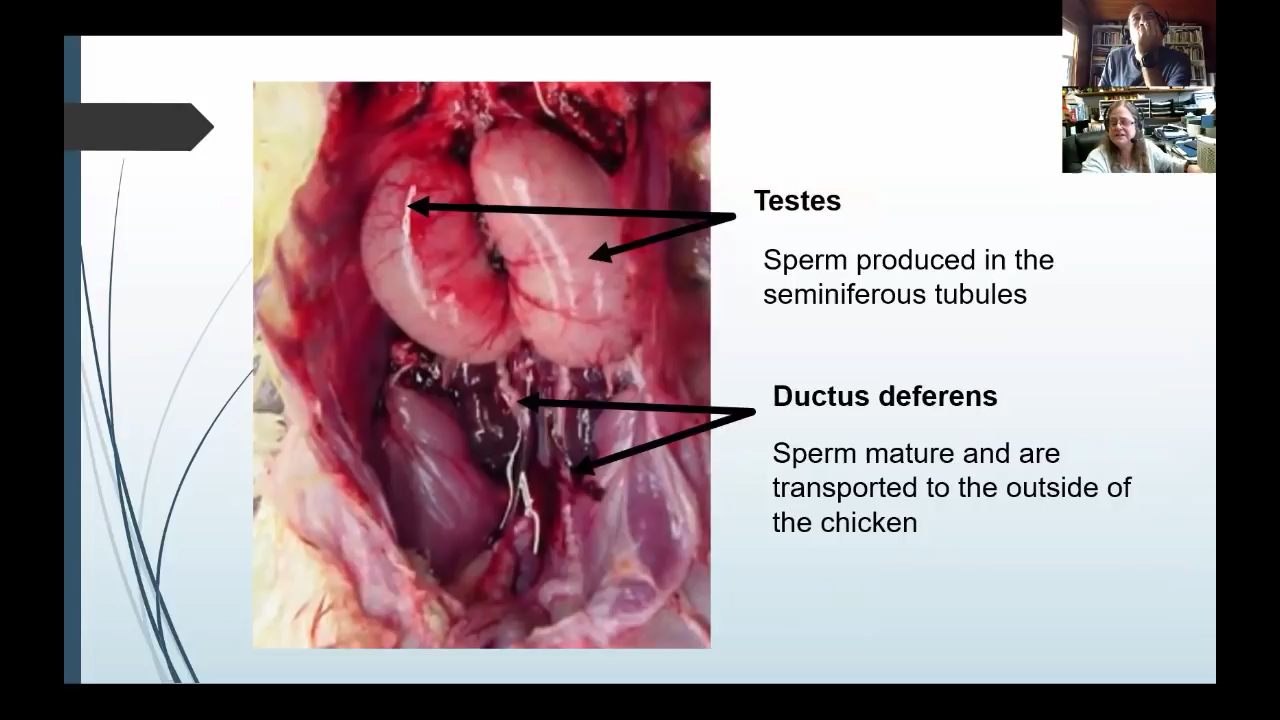 Testes
Sperm produced in the
seminiferous tubules
Ductus deferens
Sperm mature and are
transported to the outside of
the chicken